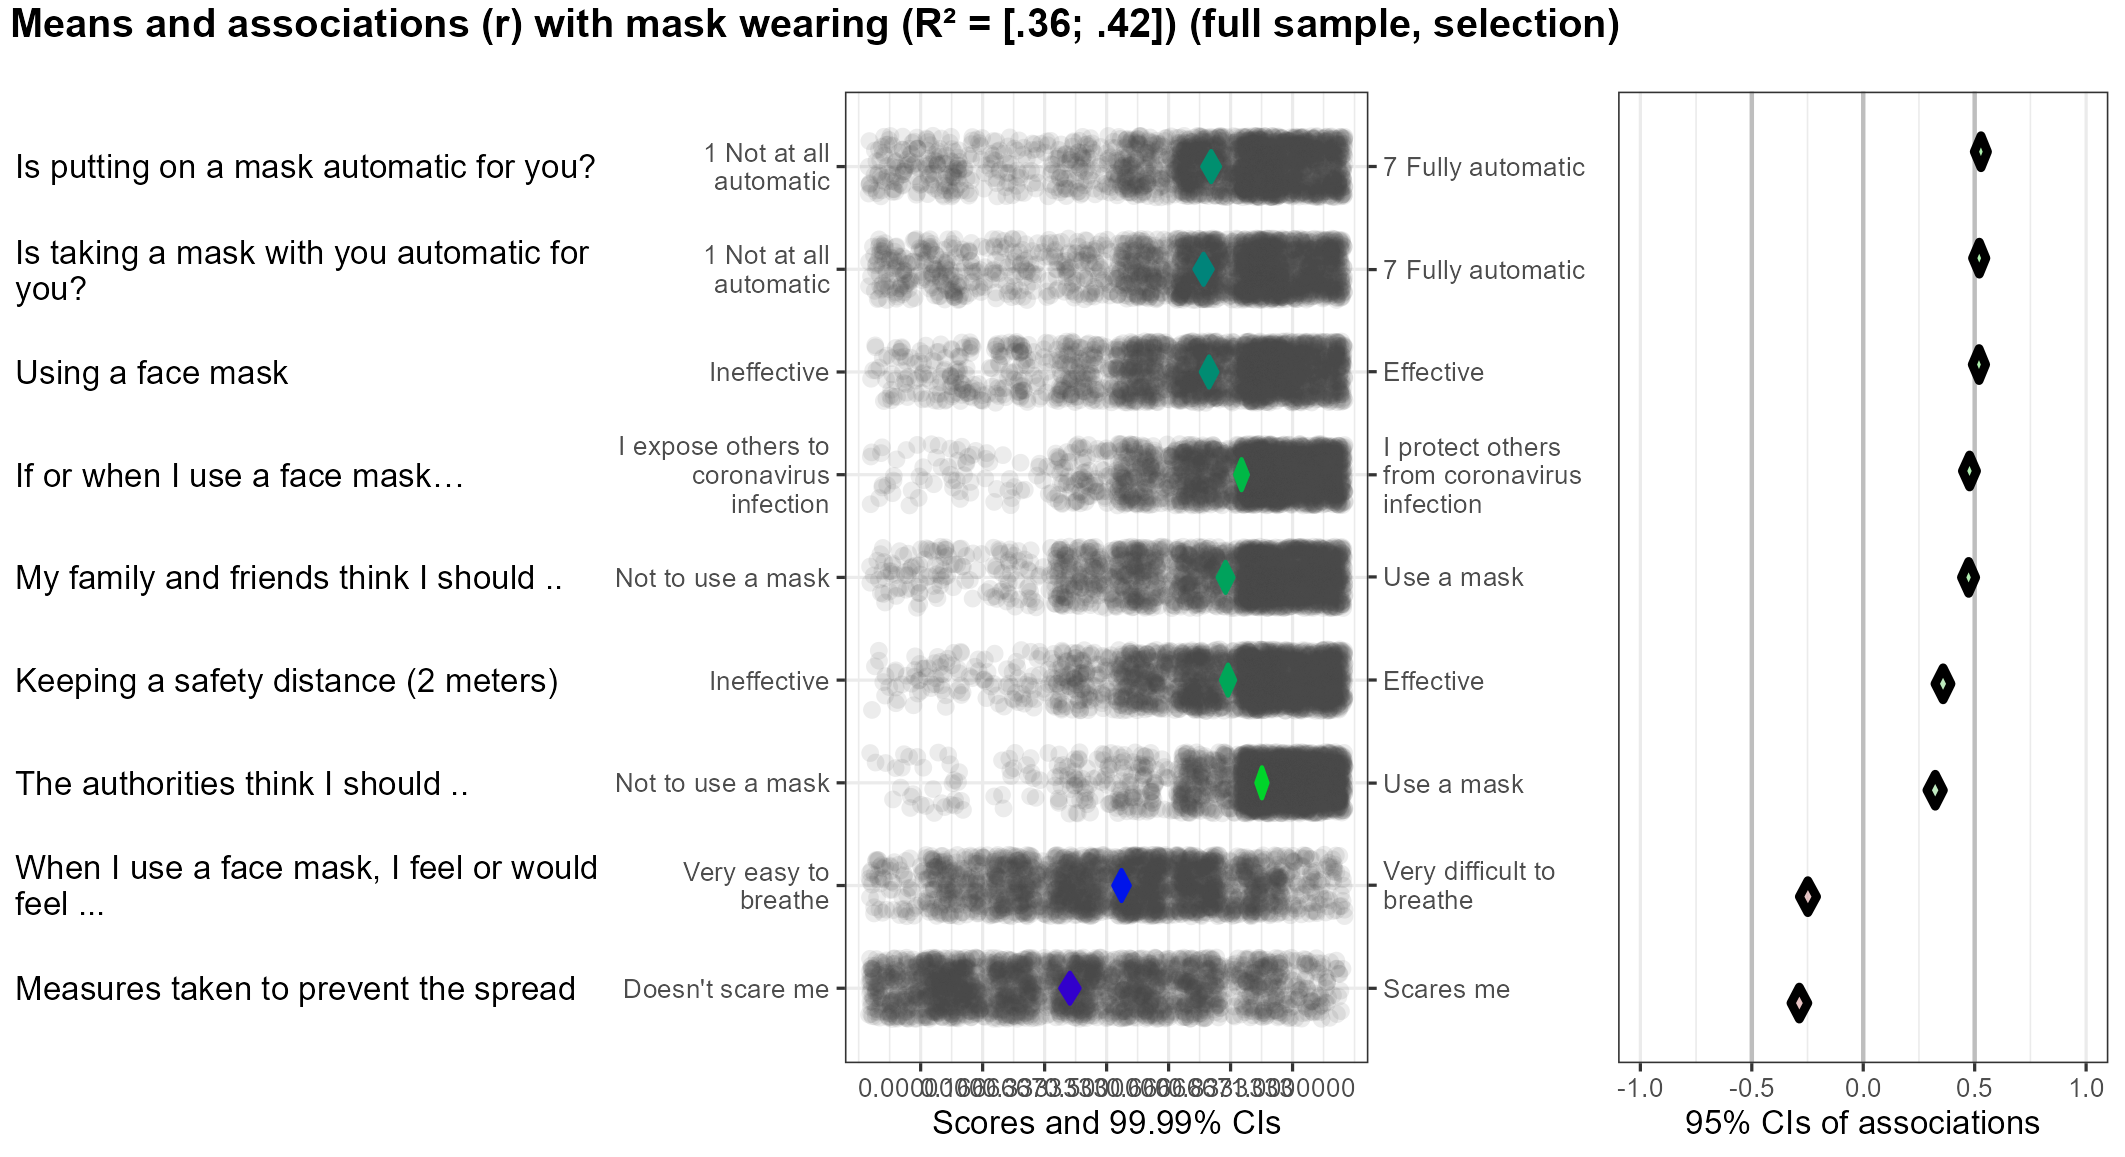 Means and associations (r) with mask wearing (R² = [.36; .42]) (full sample, selection)
Is putting on a mask automatic for you?
1 Not at all
automatic
7 Fully automatic
Is taking a mask with you automatic for
you?
1 Not at all
automatic
7 Fully automatic
Using a face mask
Ineffective
Effective
If or when I use a face mask…
I expose others to
coronavirus
infection
I protect others
from coronavirus
infection
My family and friends think I should ..
Not to use a mask
Use a mask
Keeping a safety distance (2 meters)
Ineffective
Effective
The authorities think I should ..
Not to use a mask
Use a mask
When I use a face mask, I feel or would
feel ...
Very easy to
breathe
Very difficult to
breathe
Measures taken to prevent the spread
Doesn't scare me
Scares me
Scores and 99.99% CIs
-1.0 -0.5 0.0 0.5 1.0
95% CIs of associations